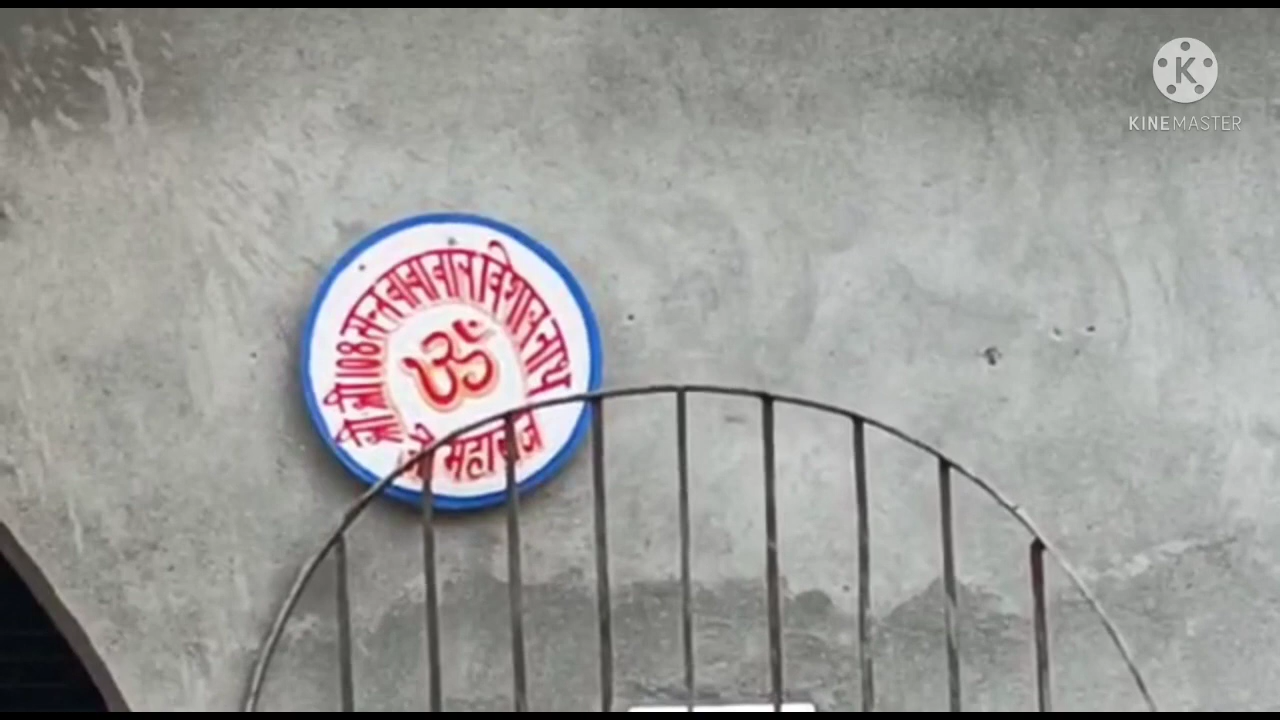 श्री श्री 108 सन्त बाबा विशाल नाथ
ॐ
जी महाराज
KINEMASTER